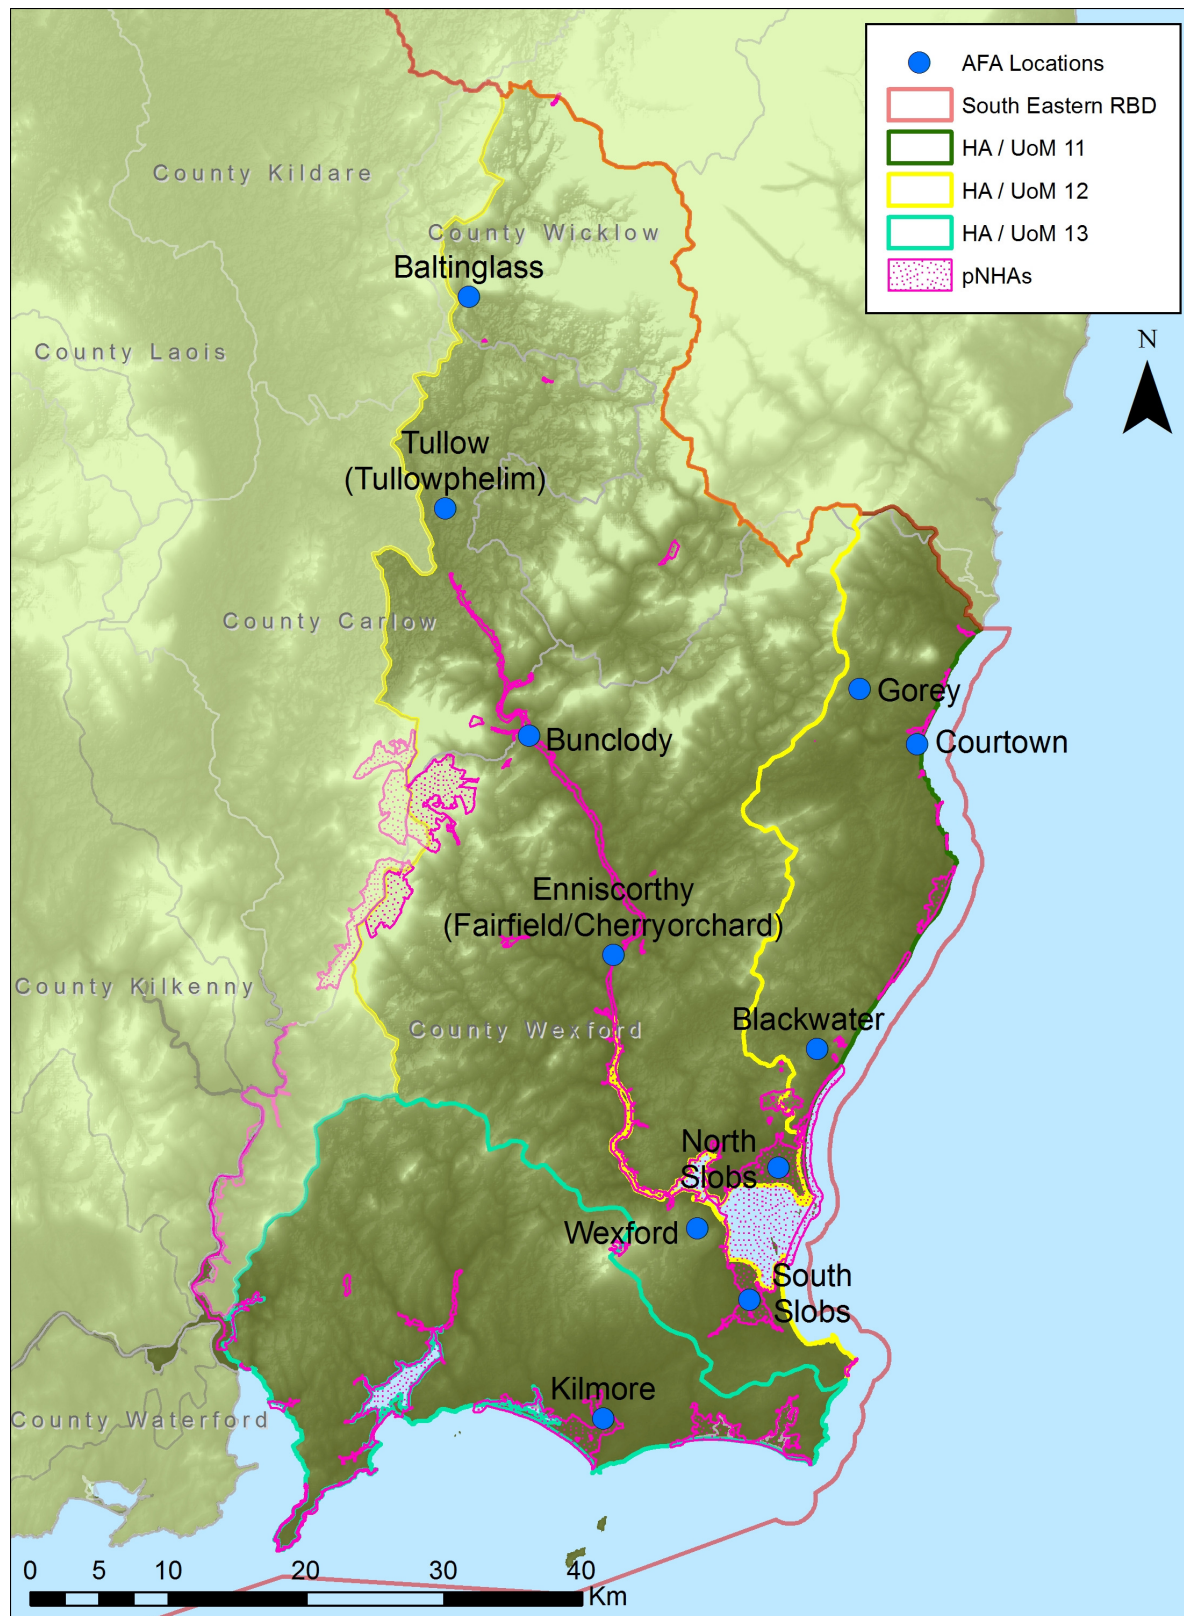 AFA Locations
South Eastern RBD
HA / UoM 11
HA / UoM 12
HA / UoM 13
pNHAs
N
County Kildare
County Wicklow
Baltinglass
County Laois
Tullow
(Tullowphelim)
County Carlow
Gorey
Bunclody
Courtown
Enniscorthy
(Fairfield/Cherryorchard)
County Kilkenny
County Wexford
Blackwater
North
Slobs
Wexford
South
Slobs
Kilmore
County Waterford
0 5 10 20 30 40
Km